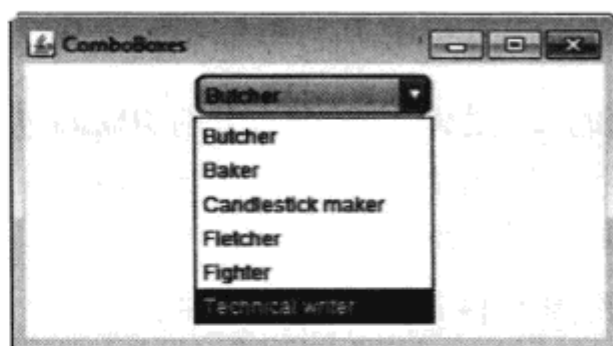 ComboBoxes
Butcher
Butcher
Baker
Candlestick maker
Fletcher
Fighter
Technical writer